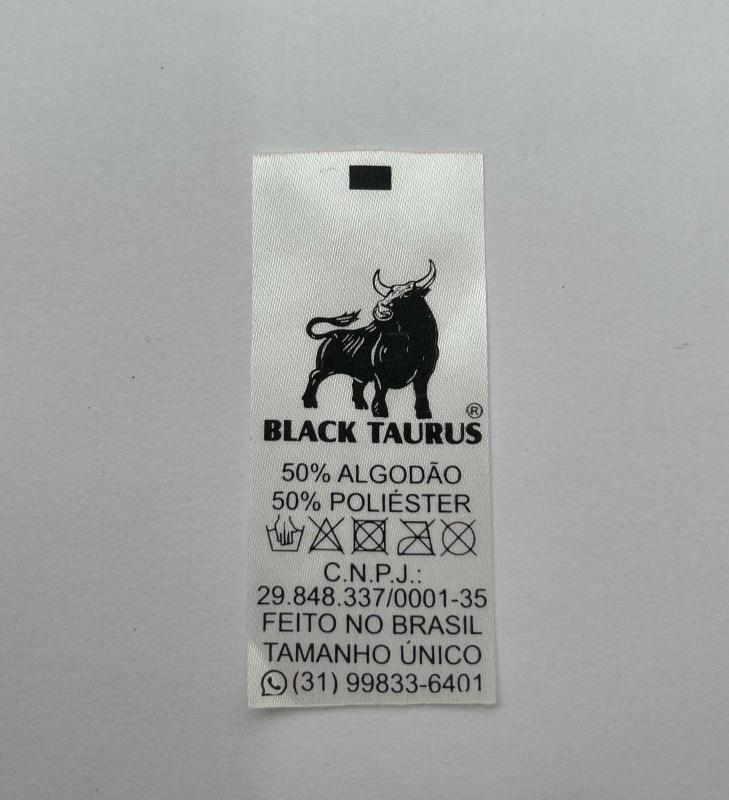 ®
BLACK TAURUS
50% ALGODÃO
50% POLIÉSTER
C.N.P.J.:
29.848.337/0001-35
FEITO NO BRASIL
TAMANHO ÚNICO
(31) 99833-6401